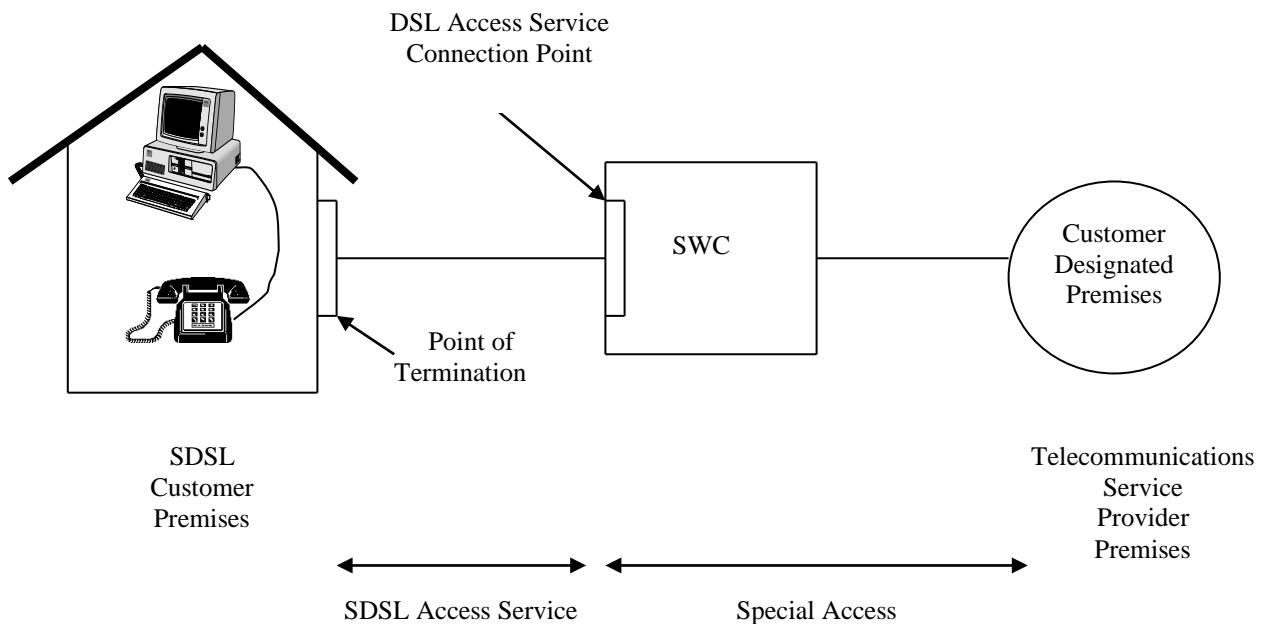 DSL Access Service
Connection Point
SWC
Customer
Designated
Premises
Point of
Termination
SDSL
Customer
Premises
Telecommunications
Service
Provider
Premises
SDSL Access Service
Special Access